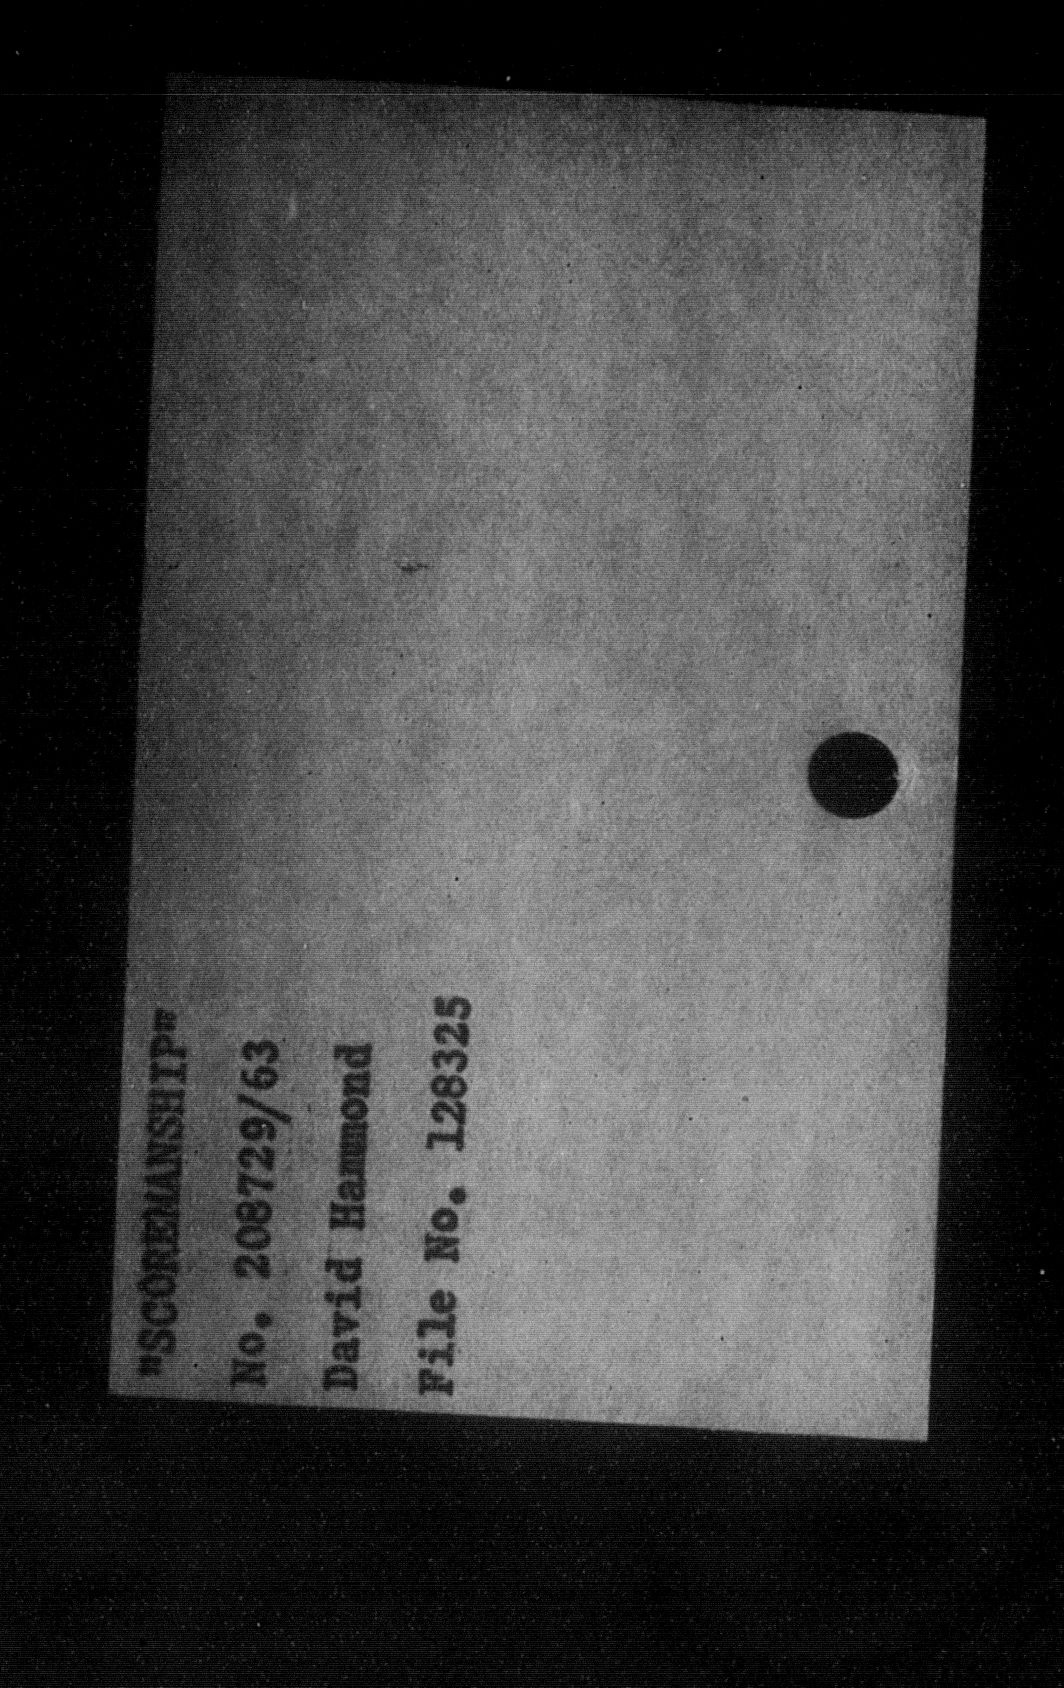 "SCOREMANSHIP"
No. 208729/63
David Hammond
File No. 128325